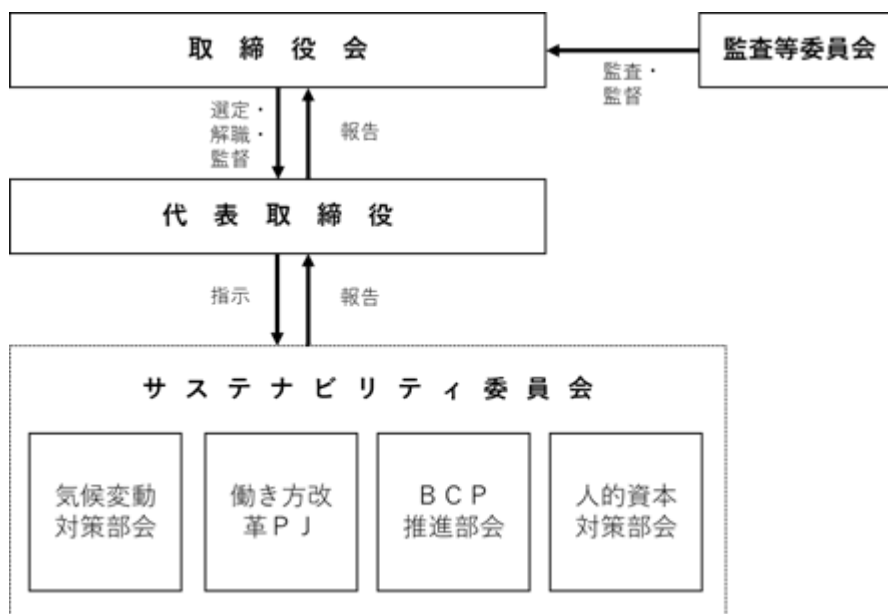 取締役会
監査等委員会
監査・
監督
選定・
解職・
監督
報告
代表取締役
指示
報告
サステナビリティ委員会
気候変動
対策部会
働き方改
革ＰＪ
ＢＣＰ
推進部会
人的資本
対策部会